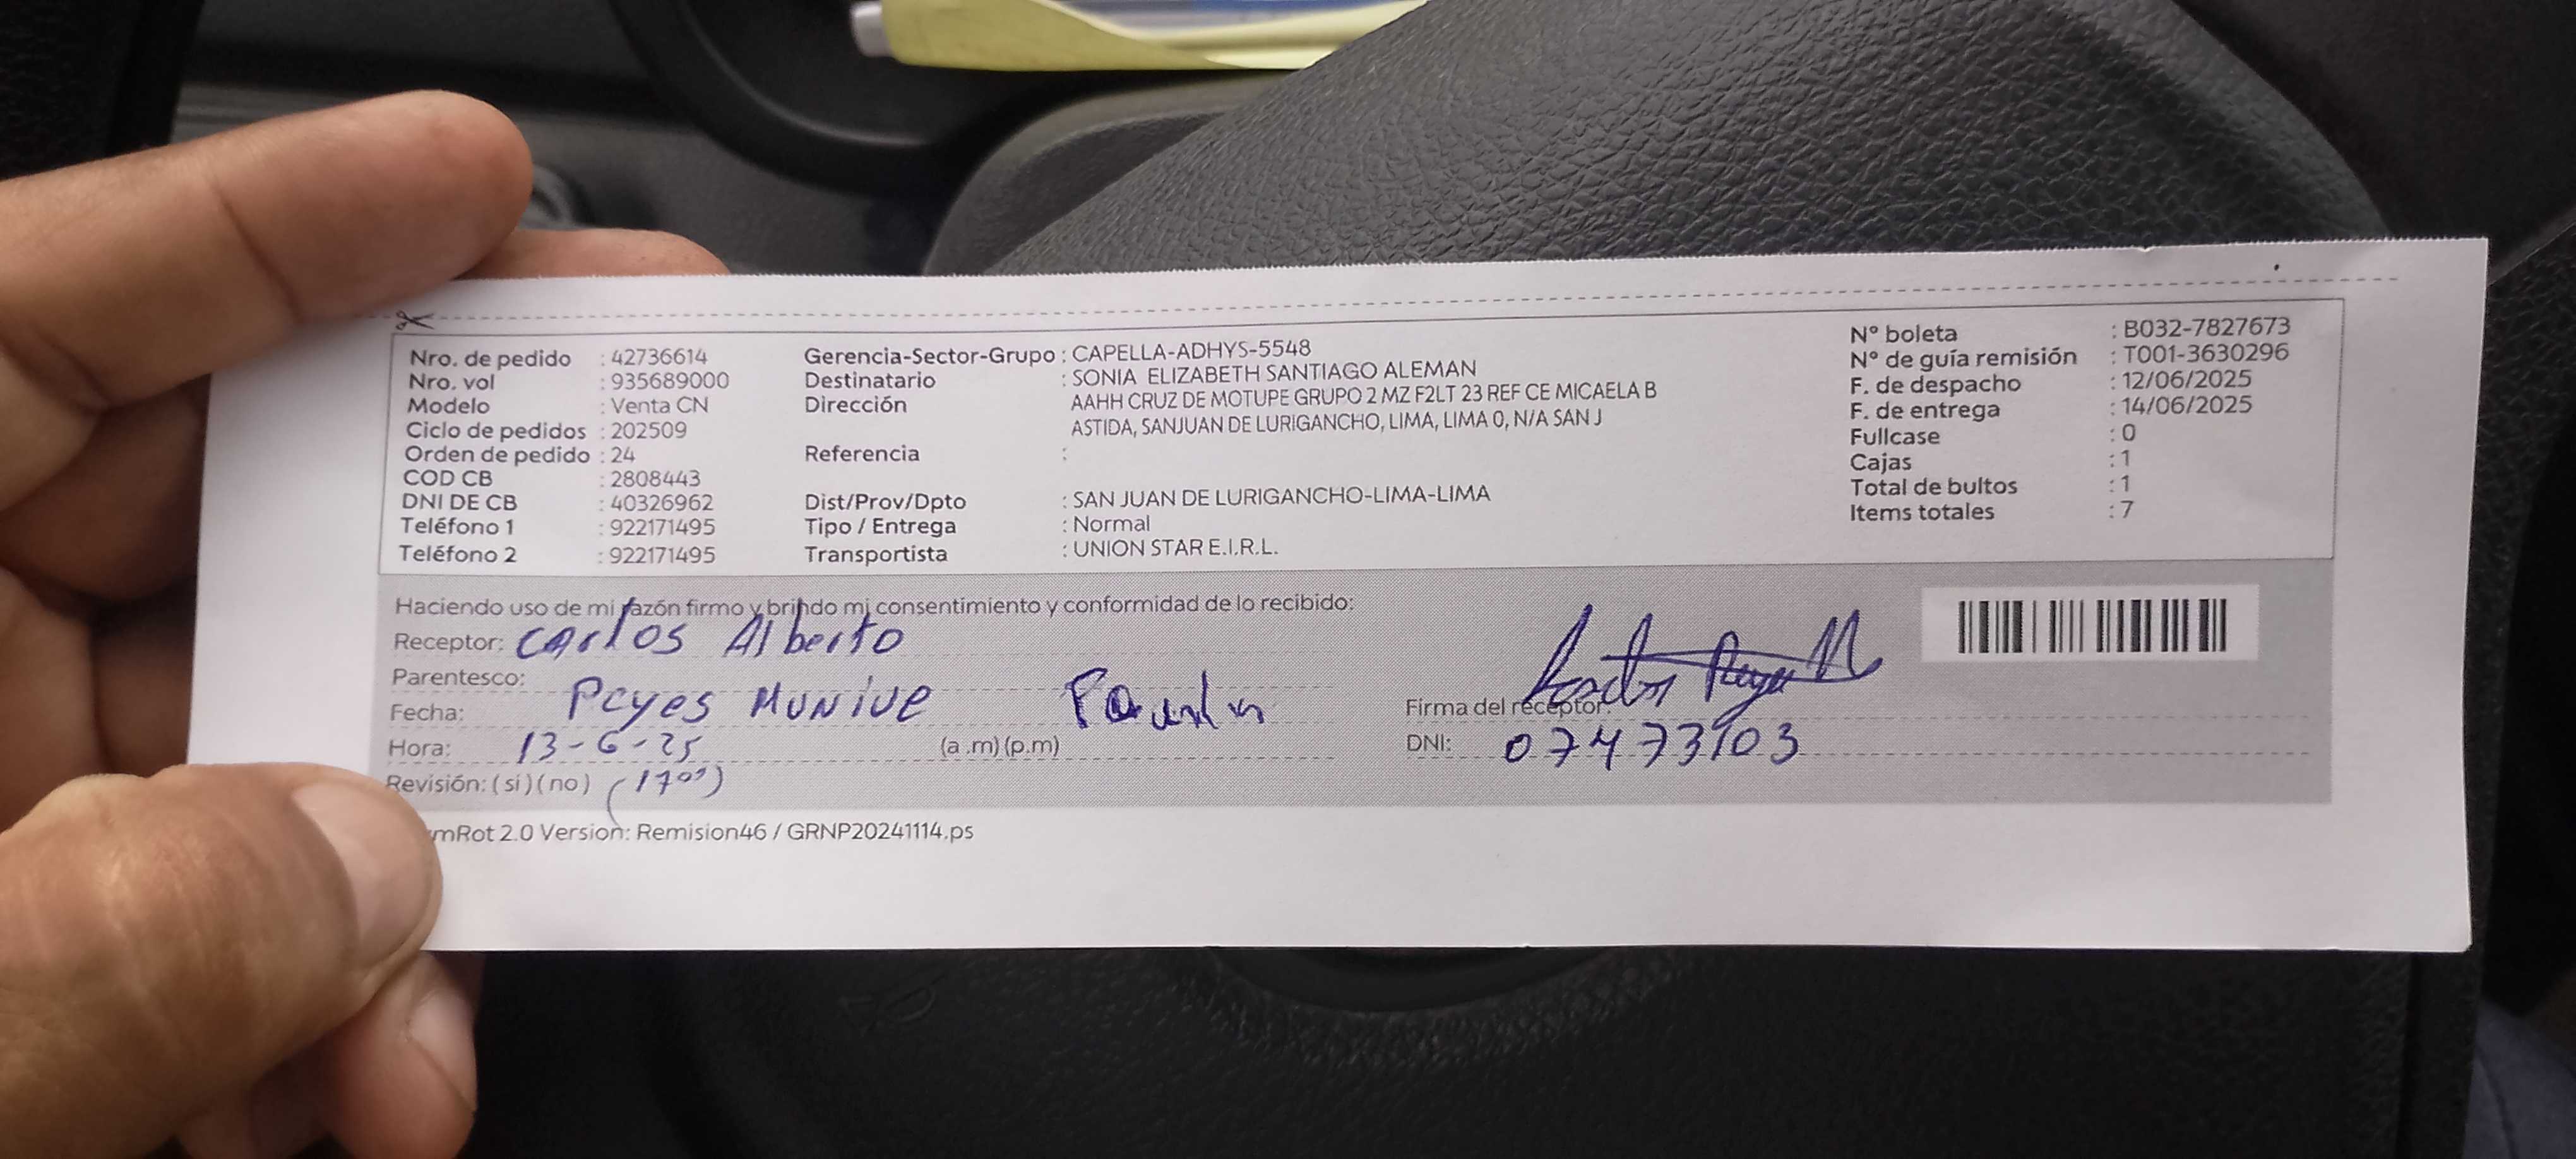 Nro. de pedido : 42736614
Nro. vol : 935689000
Modelo : Venta CN
Ciclo de pedidos : 202509
Orden de pedido : 24
COD CB : 2808443
DNI DE CB : 40326962
Teléfono 1 : 922171495
Teléfono 2 : 922171495
Gerencia-Sector-Grupo : CAPELLA-ADHYS-5548
Destinatario : SONIA ELIZABETH SANTIAGO ALEMAN
Dirección AAHH CRUZ DE MOTUPE GRUPO 2 MZ F2LT 23 REF CE MICAELA B
ASTIDA, SANJUAN DE LURIGANCHO, LIMA, LIMA 0, N/A SAN J
Referencia :
Dist/Prov/Dpto : SAN JUAN DE LURIGANCHO-LIMA-LIMA
Tipo / Entrega : Normal
Transportista : UNION STAR E.I.R.L.
N° boleta : B032-7827673
N° de guía remisión : T001-3630296
F. de despacho : 12/06/2025
F. de entrega : 14/06/2025
Fullcase : 0
Cajas : 1
Total de bultos : 1
Items totales : 7
Haciendo uso de mi razón firmo y brindo mi consentimiento y conformidad de lo recibido:
Receptor: Carlos Alberto
Parentesco:
Fecha: Reyes Munive
Firma del receptor:
Hora: 13-6-25 (a.m) (p.m)
DNI: 07473903
Revisión: (si) (no) (17⁰⁰)
mRot 2.0 Version: Remision46 / GRNP20241114.ps